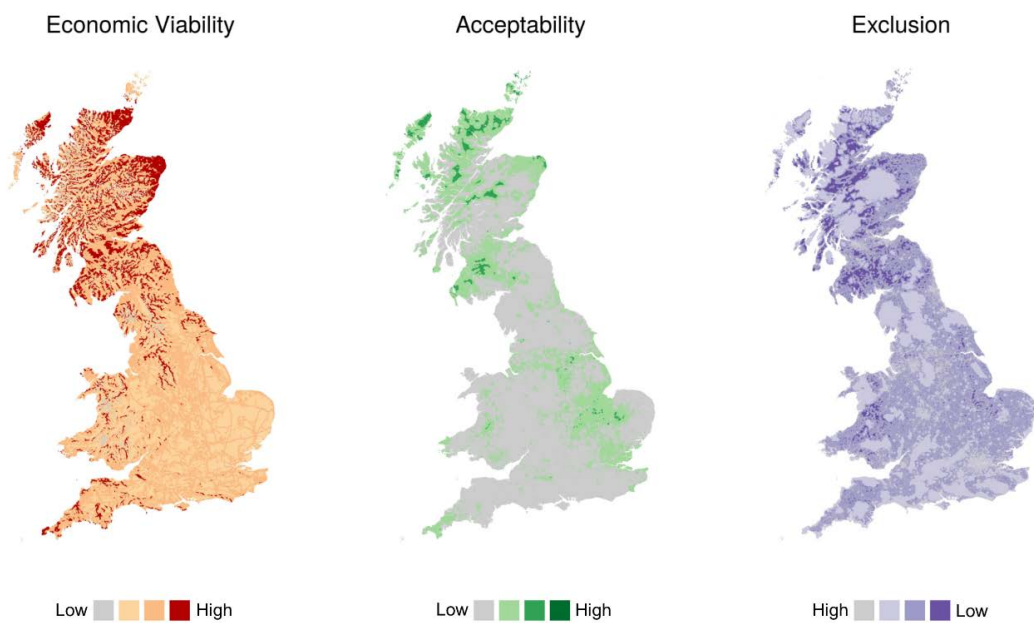 Economic Viability
Acceptability
Exclusion
Low High
Low High
High Low